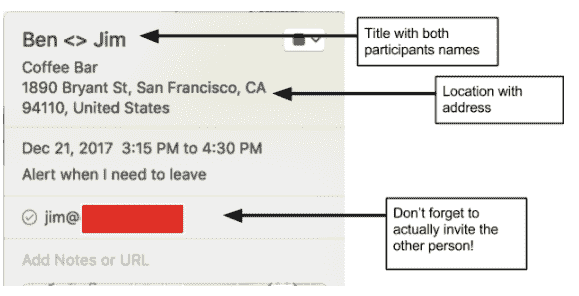 Ben <> Jim
Title with both
participants names
Coffee Bar
1890 Bryant St, San Francisco, CA
94110, United States
Location with
address
Dec 21, 2017  3:15 PM to 4:30 PM
Alert when I need to leave
jim@
Don't forget to
actually invite the
other person!
Add Notes or URL